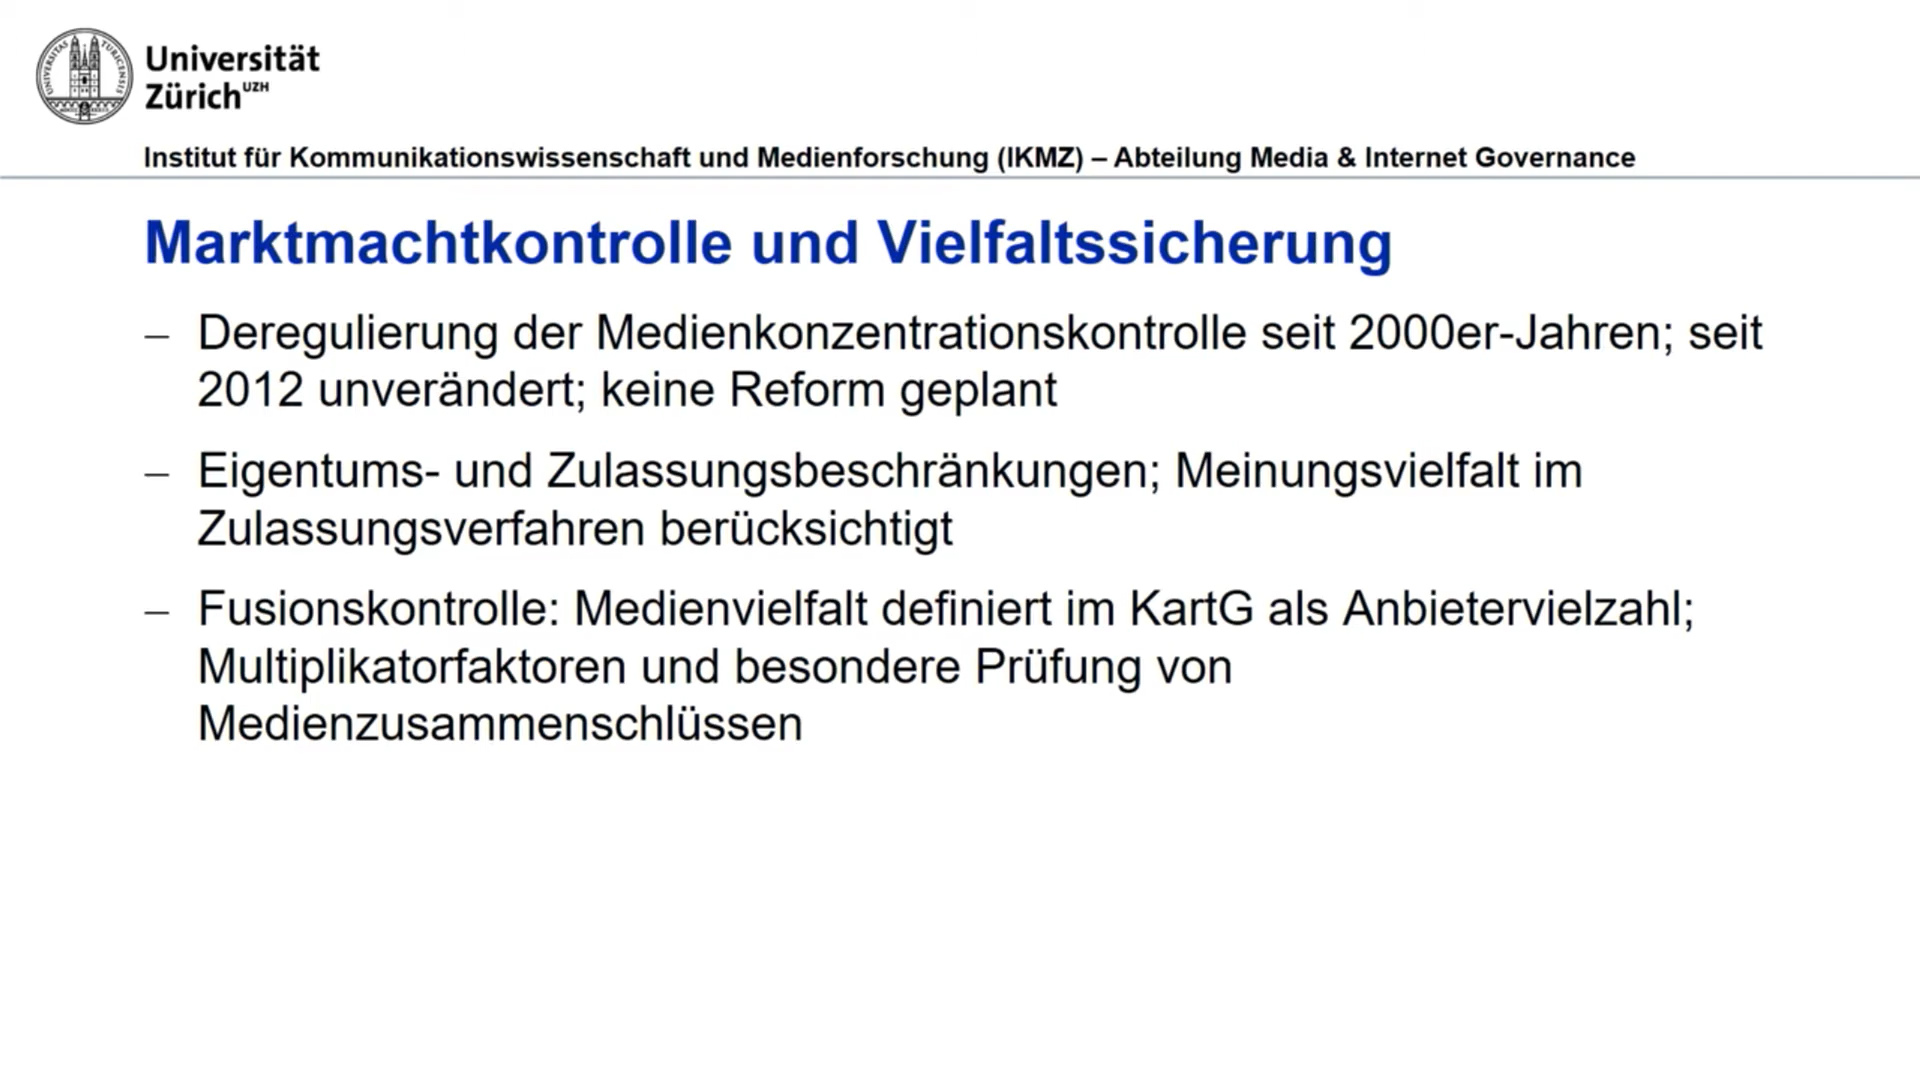 Universität
Zürich UZH
Institut für Kommunikationswissenschaft und Medienforschung (IKMZ) – Abteilung Media & Internet Governance
Marktmachtkontrolle und Vielfaltssicherung
– Deregulierung der Medienkonzentrationskontrolle seit 2000er-Jahren; seit
2012 unverändert; keine Reform geplant
– Eigentums- und Zulassungsbeschränkungen; Meinungsvielfalt im
Zulassungsverfahren berücksichtigt
– Fusionskontrolle: Medienvielfalt definiert im KartG als Anbietervielzahl;
Multiplikatorfaktoren und besondere Prüfung von
Medienzusammenschlüssen